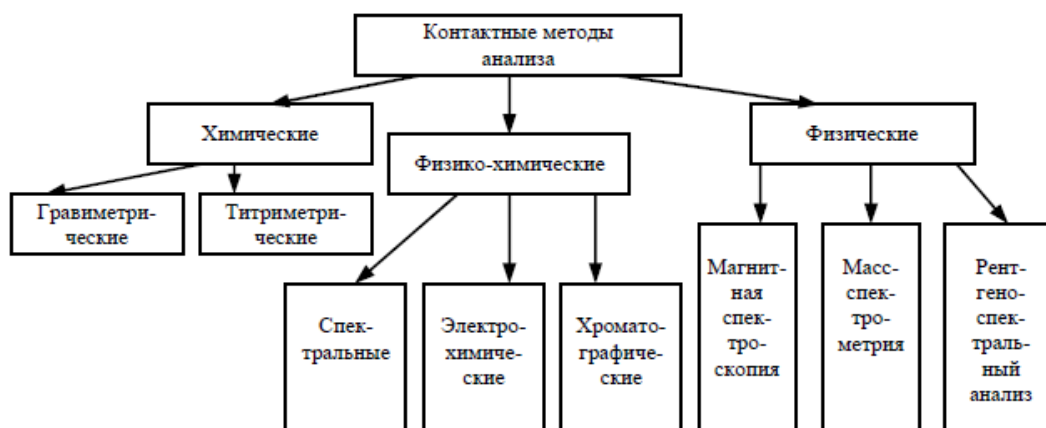 Контактные методы
анализа
Химические
Физико-химические
Физические
Гравиметри-
ческие
Титриметри-
ческие
Спек-
тральные
Электро-
химиче-
ские
Хромато-
графиче-
ские
Магнит-
ная
спек-
тро-
скопия
Масс-
спек-
тро-
метрия
Рент-
гено-
спек-
траль-
ный
анализ